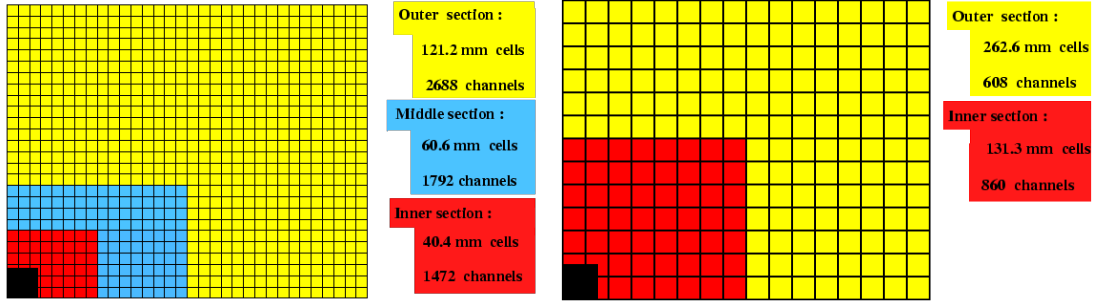 Outer section :
121.2 mm cells
2688 channels
Middle section :
60.6 mm cells
1792 channels
Inner section :
40.4 mm cells
1472 channels
Outer section :
262.6 mm cells
608 channels
Inner section :
131.3 mm cells
860 channels